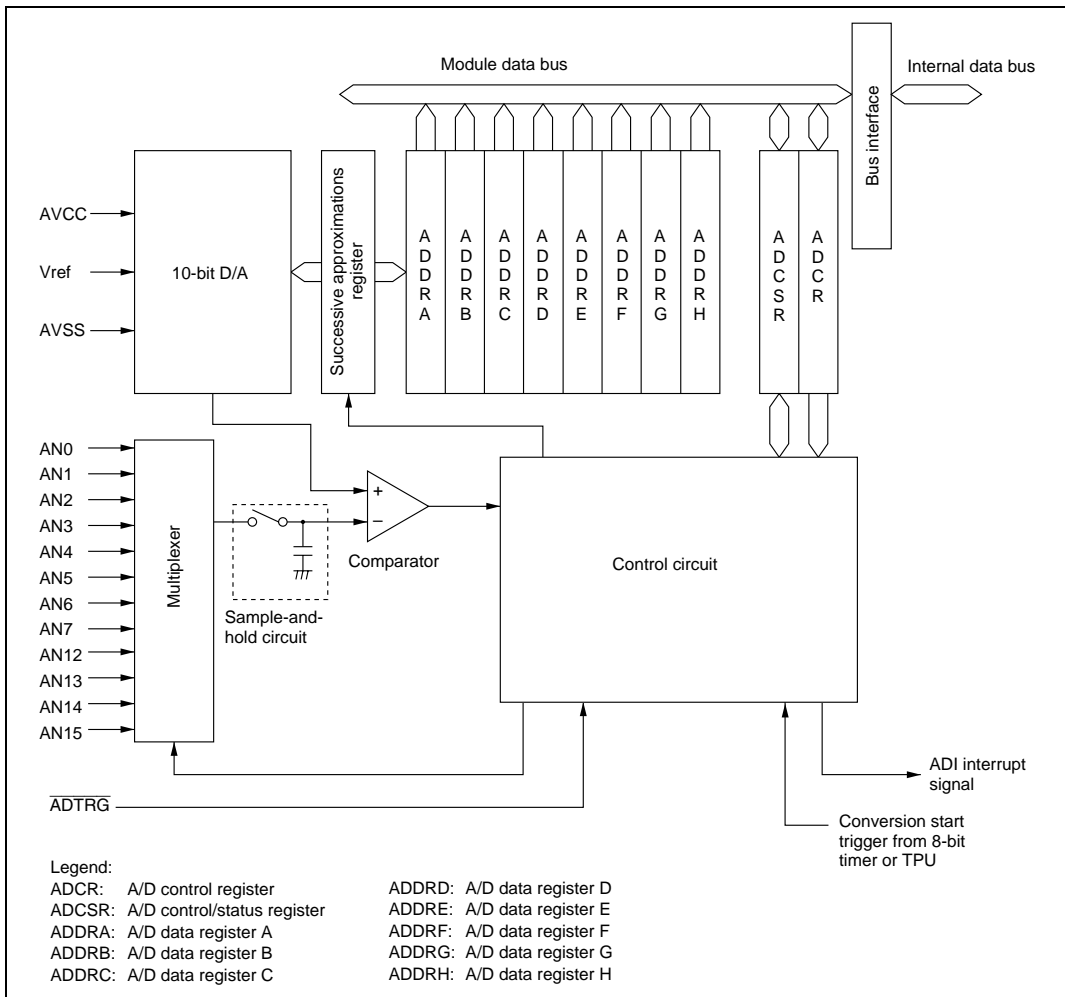 Module data bus
Internal data bus
Bus interface
AVCC
Vref
AVSS
10-bit D/A
Successive approximations
register
ADDRA
ADDRB
ADDRC
ADDRD
ADDRE
ADDRF
ADDRG
ADDRH
ADCSR
ADCR
AN0
AN1
AN2
AN3
AN4
AN5
AN6
AN7
AN12
AN13
AN14
AN15
Multiplexer
+
−
Comparator
Sample-and-
hold circuit
Control circuit
ADI interrupt
signal
ADTRG
Conversion start
trigger from 8-bit
timer or TPU
Legend:
ADCR: A/D control register
ADCSR: A/D control/status register
ADDRA: A/D data register A
ADDRB: A/D data register B
ADDRC: A/D data register C
ADDRD: A/D data register D
ADDRE: A/D data register E
ADDRF: A/D data register F
ADDRG: A/D data register G
ADDRH: A/D data register H